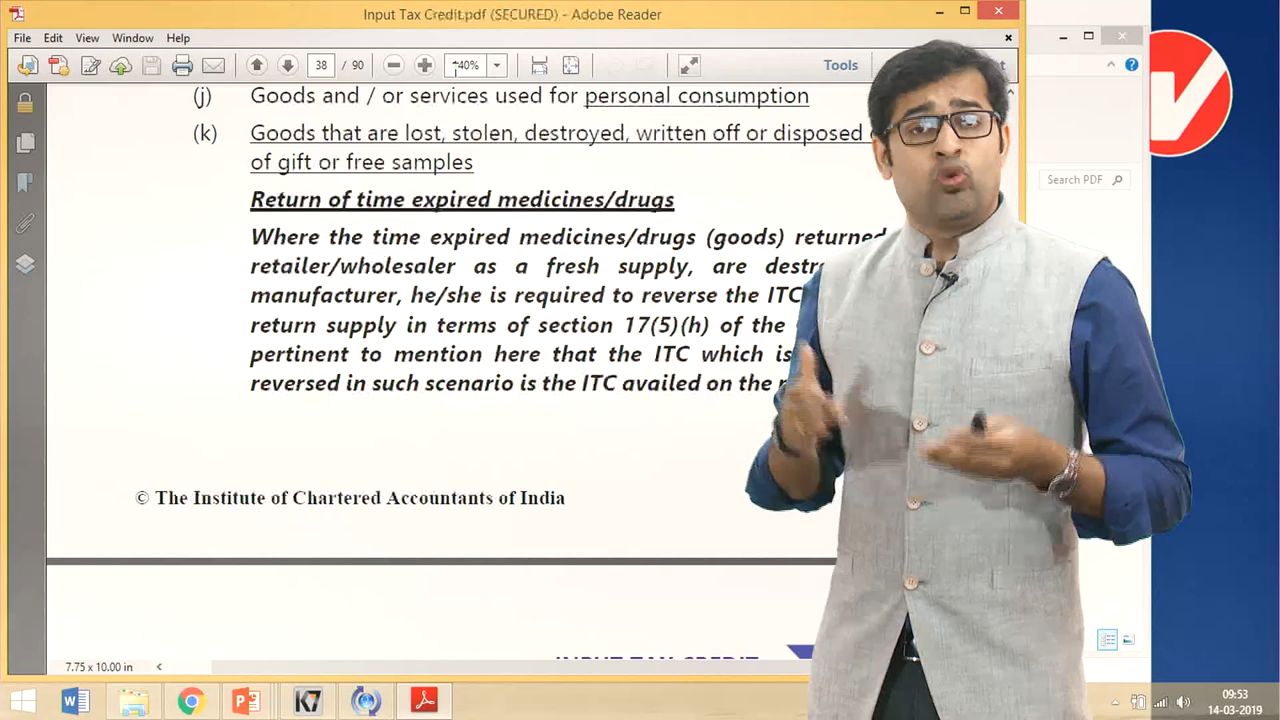 Input Tax Credit.pdf (SECURED) - Adobe Reader
File Edit View Window Help
38 / 90
40%
Tools
Search PDF
(j) Goods and / or services used for personal consumption
(k) Goods that are lost, stolen, destroyed, written off or disposed
of gift or free samples
Return of time expired medicines/drugs
Where the time expired medicines/drugs (goods) returned
retailer/wholesaler as a fresh supply, are
manufacturer, he/she is required to reverse the ITC
return supply in terms of section 17(5)(h) of the
pertinent to mention here that the ITC which is
reversed in such scenario is the ITC availed on the
© The Institute of Chartered Accountants of India
INPUT TAX CREDIT
7.75 x 10.00 in
K7
09:53
14-03-2019